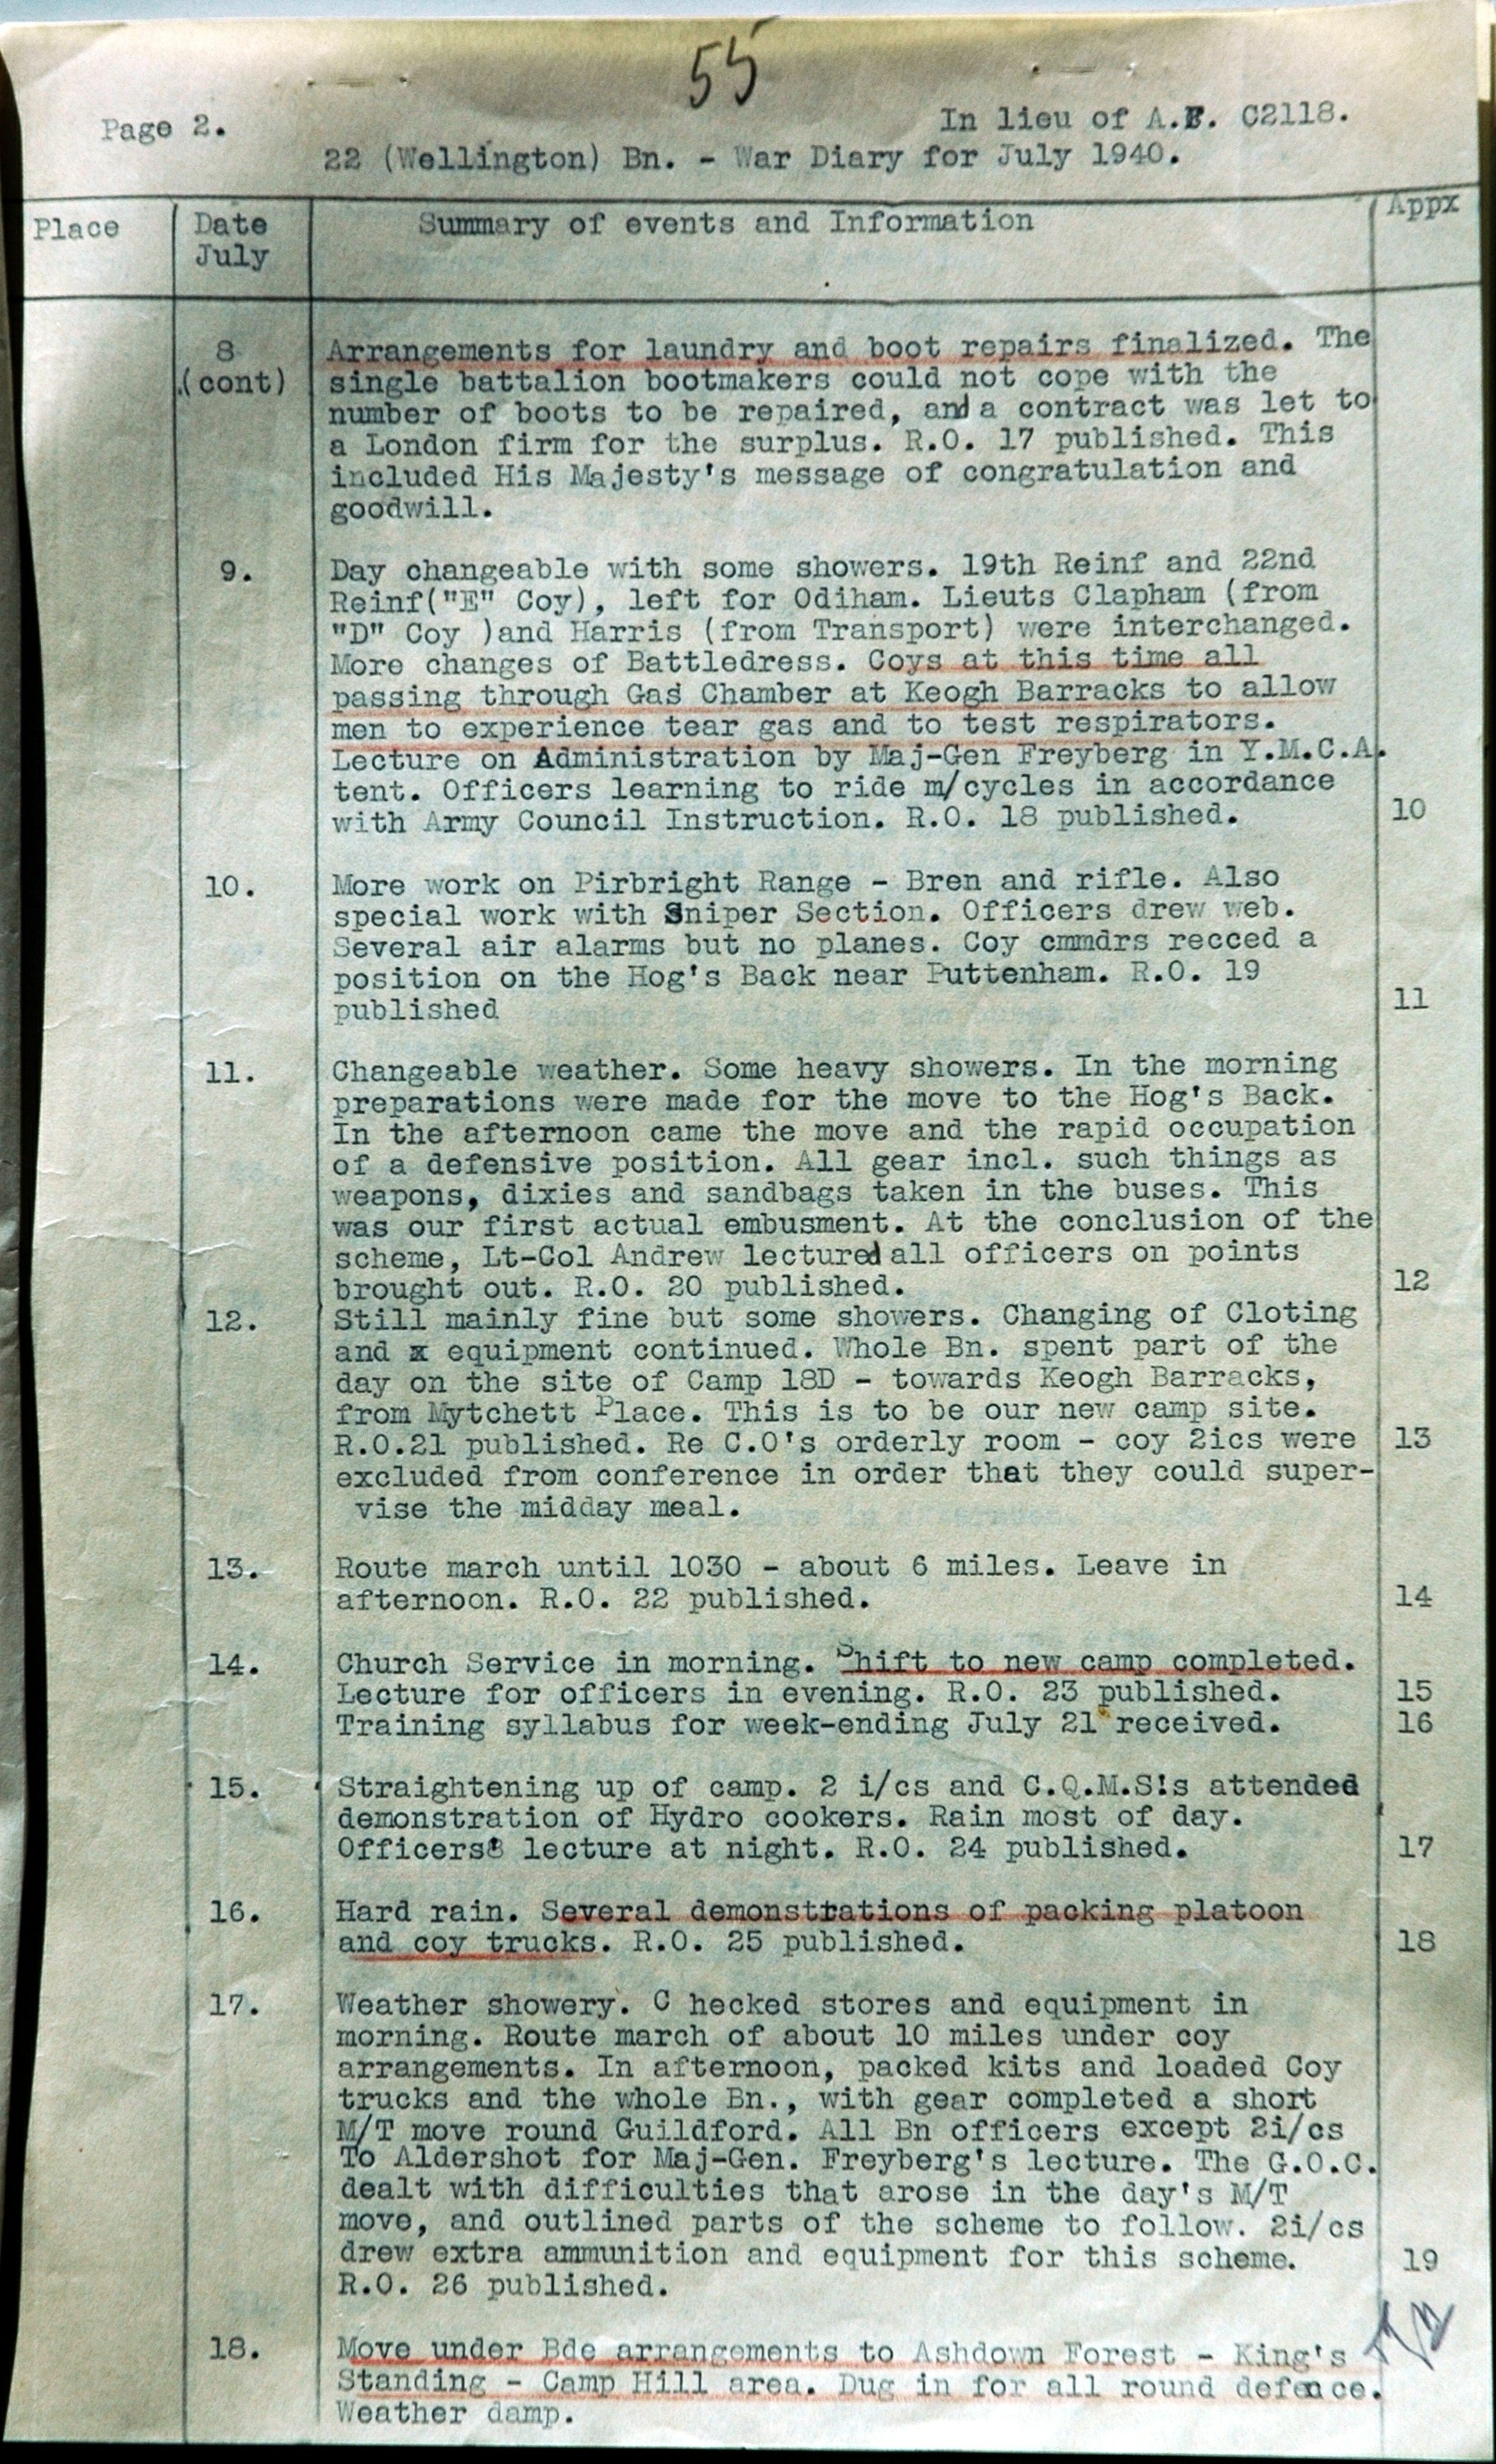 55
Page 2.
In lieu of A.F. C2118.
22 (Wellington) Bn. - War Diary for July 1940.
Place Date Summary of events and Information Appx
July
8 Arrangements for laundry and boot repairs finalized. The
(cont) single battalion bootmakers could not cope with the
number of boots to be repaired, and a contract was let to
a London firm for the surplus. R.O. 17 published. This
included His Majesty's message of congratulation and
goodwill.
9. Day changeable with some showers. 19th Reinf and 22nd
Reinf("E" Coy), left for Odiham. Lieuts Clapham (from
"D" Coy )and Harris (from Transport) were interchanged.
More changes of Battledress. Coys at this time all
passing through Gas Chamber at Keogh Barracks to allow
men to experience tear gas and to test respirators.
Lecture on Administration by Maj-Gen Freyberg in Y.M.C.A.
tent. Officers learning to ride m/cycles in accordance
with Army Council Instruction. R.O. 18 published. 10
10. More work on Pirbright Range - Bren and rifle. Also
special work with Sniper Section. Officers drew web.
Several air alarms but no planes. Coy cmmdrs recced a
position on the Hog's Back near Puttenham. R.O. 19
published 11
11. Changeable weather. Some heavy showers. In the morning
preparations were made for the move to the Hog's Back.
In the afternoon came the move and the rapid occupation
of a defensive position. All gear incl. such things as
weapons, dixies and sandbags taken in the buses. This
was our first actual embusment. At the conclusion of the
scheme, Lt-Col Andrew lectured all officers on points
brought out. R.O. 20 published. 12
12. Still mainly fine but some showers. Changing of Cloting
and x equipment continued. Whole Bn. spent part of the
day on the site of Camp 18D - towards Keogh Barracks,
from Mytchett Place. This is to be our new camp site.
R.O.21 published. Re C.O's orderly room - coy 2ics were 13
excluded from conference in order that they could super-
vise the midday meal.
13. Route march until 1030 - about 6 miles. Leave in
afternoon. R.O. 22 published. 14
14. Church Service in morning. Shift to new camp completed.
Lecture for officers in evening. R.O. 23 published. 15
Training syllabus for week-ending July 21 received. 16
15. Straightening up of camp. 2 i/cs and C.Q.M.S's attended
demonstration of Hydro cookers. Rain most of day.
Officers' lecture at night. R.O. 24 published. 17
16. Hard rain. Several demonstrations of packing platoon
and coy trucks. R.O. 25 published. 18
17. Weather showery. C hecked stores and equipment in
morning. Route march of about 10 miles under coy
arrangements. In afternoon, packed kits and loaded Coy
trucks and the whole Bn., with gear completed a short
M/T move round Guildford. All Bn officers except 2i/cs
To Aldershot for Maj-Gen. Freyberg's lecture. The G.O.C.
dealt with difficulties that arose in the day's M/T
move, and outlined parts of the scheme to follow. 2i/cs
drew extra ammunition and equipment for this scheme. 19
R.O. 26 published.
18. Move under Bde arrangements to Ashdown Forest - King's
Standing - Camp Hill area. Dug in for all round defence.
Weather damp.